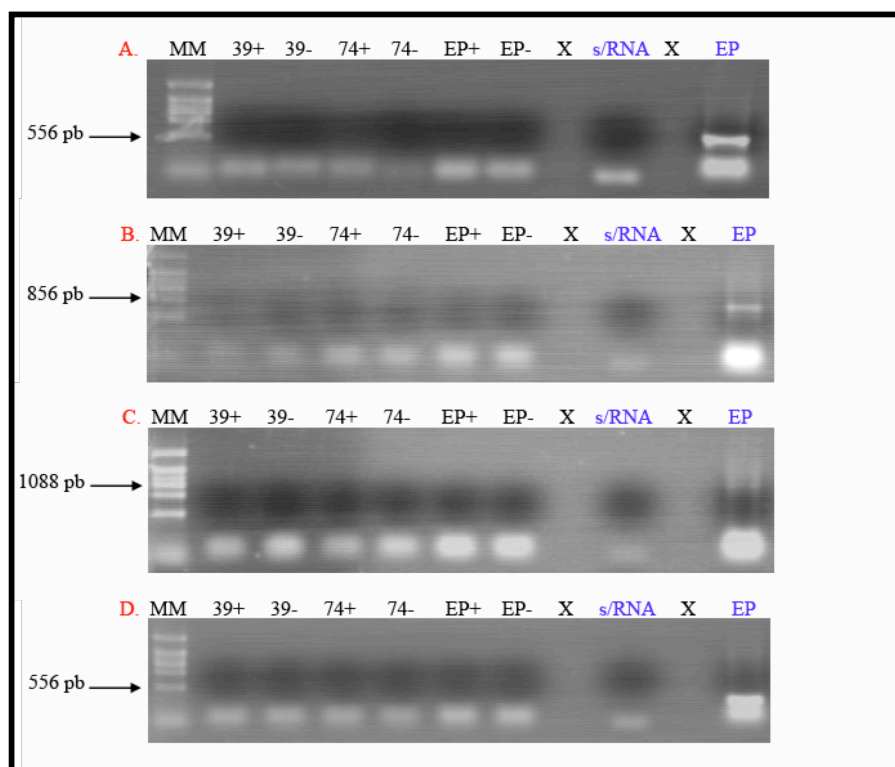 A. MM 39+ 39- 74+ 74- EP+ EP- X s/RNA X EP
556 pb
B. MM 39+ 39- 74+ 74- EP+ EP- X s/RNA X EP
856 pb
C. MM 39+ 39- 74+ 74- EP+ EP- X s/RNA X EP
1088 pb
D. MM 39+ 39- 74+ 74- EP+ EP- X s/RNA X EP
556 pb